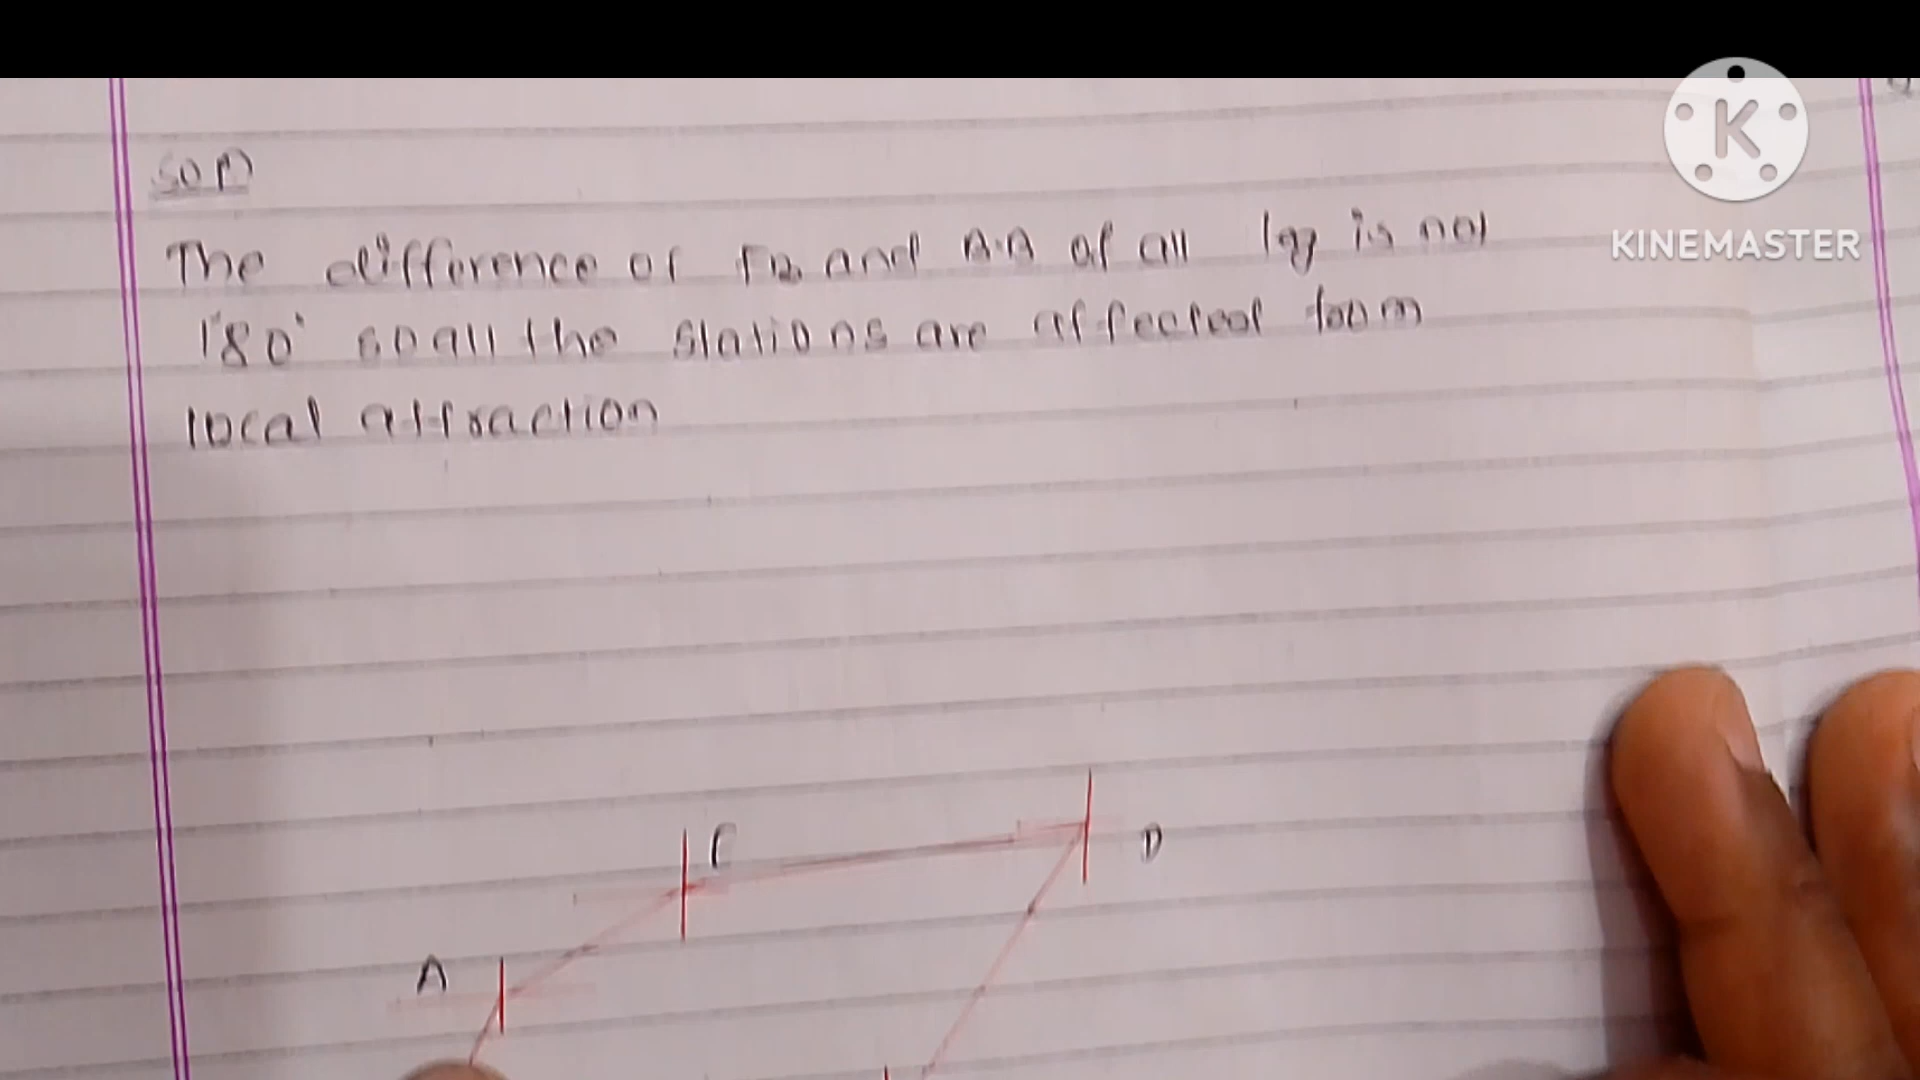 Soln
The difference of FB and B.B of all leg is not
180° so all the stations are affected from
local attraction
C
D
A
K
KINEMASTER